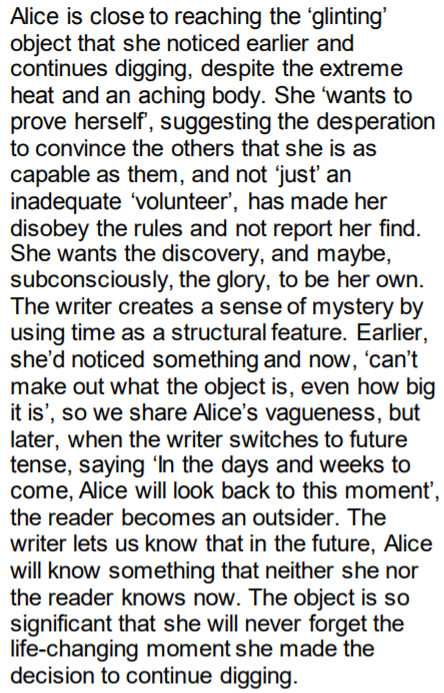 Alice is close to reaching the ‘glinting’
object that she noticed earlier and
continues digging, despite the extreme
heat and an aching body. She ‘wants to
prove herself’, suggesting the desperation
to convince the others that she is as
capable as them, and not ‘just’ an
inadequate ‘volunteer’, has made her
disobey the rules and not report her find.
She wants the discovery, and maybe,
subconsciously, the glory, to be her own.
The writer creates a sense of mystery by
using time as a structural feature. Earlier,
she’d noticed something and now, ‘can’t
make out what the object is, even how big
it is’, so we share Alice’s vagueness, but
later, when the writer switches to future
tense, saying ‘In the days and weeks to
come, Alice will look back to this moment’,
the reader becomes an outsider. The
writer lets us know that in the future, Alice
will know something that neither she nor
the reader knows now. The object is so
significant that she will never forget the
life-changing moment she made the
decision to continue digging.